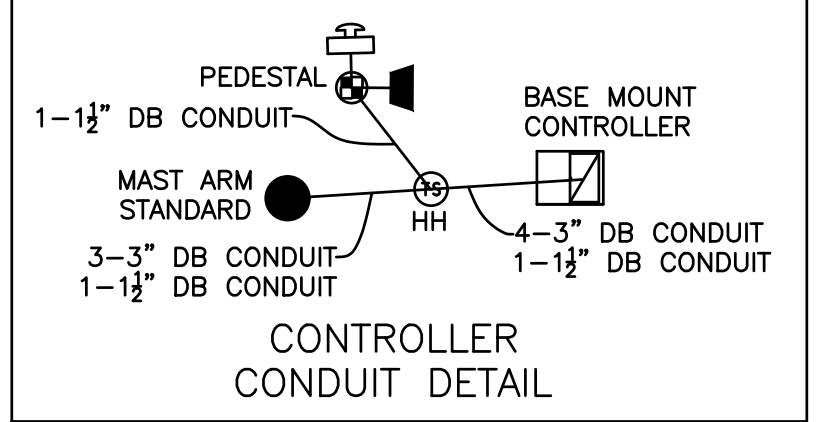 PEDESTAL
1-1½" DB CONDUIT
BASE MOUNT
CONTROLLER
MAST ARM
STANDARD
TS
HH
3-3" DB CONDUIT
1-1½" DB CONDUIT
4-3" DB CONDUIT
1-1½" DB CONDUIT
CONTROLLER
CONDUIT DETAIL